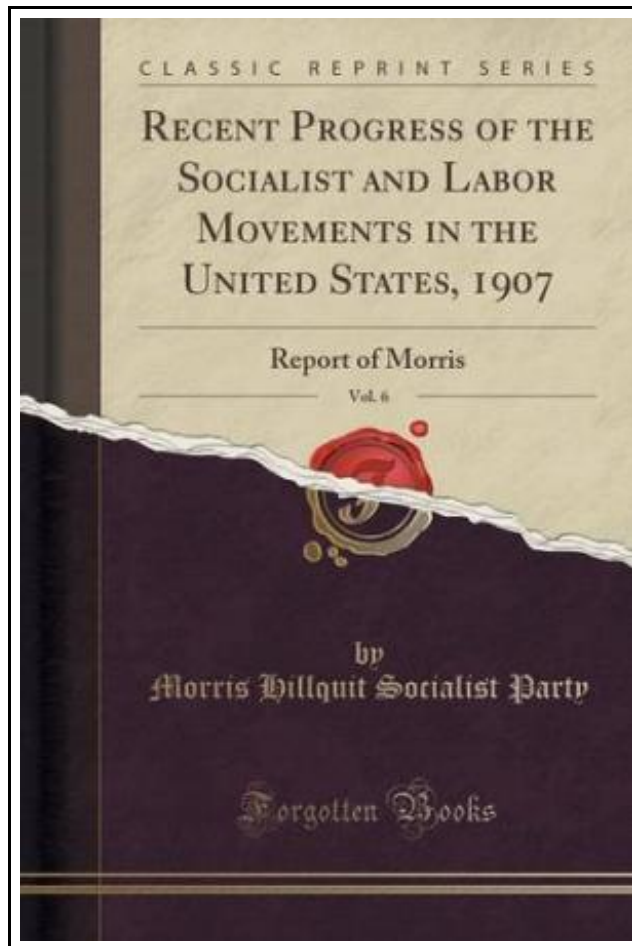 CLASSIC REPRINT SERIES
RECENT PROGRESS OF THE
SOCIALIST AND LABOR
MOVEMENTS IN THE
UNITED STATES, 1907
Report of Morris
Vol. 6
F
by
Morris Hillquit Socialist Party
Forgotten Books